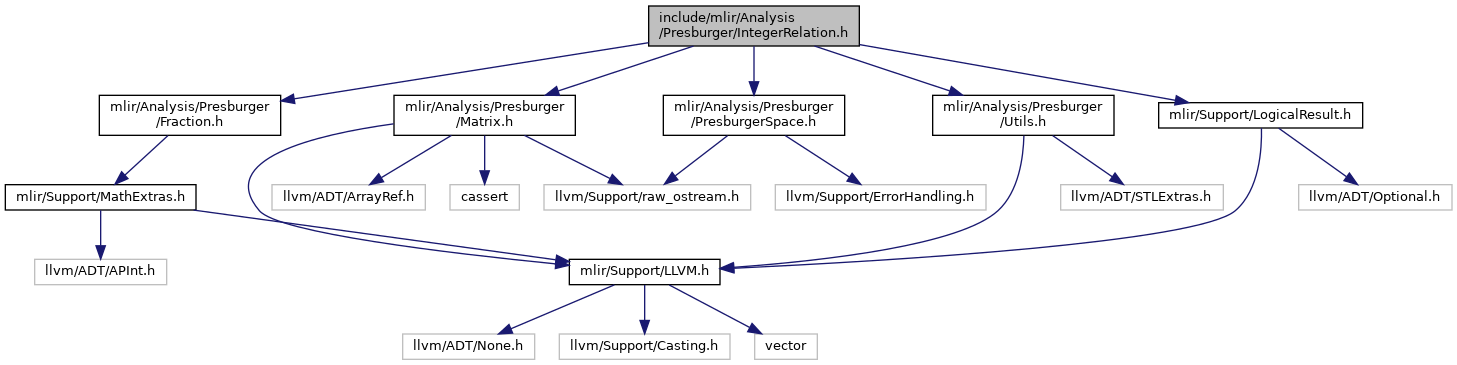 include/mlir/Analysis
/Presburger/IntegerRelation.h
mlir/Analysis/Presburger
/Fraction.h
mlir/Analysis/Presburger
/Matrix.h
mlir/Analysis/Presburger
/PresburgerSpace.h
mlir/Analysis/Presburger
/Utils.h
mlir/Support/LogicalResult.h
mlir/Support/MathExtras.h
llvm/ADT/ArrayRef.h
cassert
llvm/Support/raw_ostream.h
llvm/Support/ErrorHandling.h
llvm/ADT/STLExtras.h
llvm/ADT/Optional.h
llvm/ADT/APInt.h
mlir/Support/LLVM.h
llvm/ADT/None.h
llvm/Support/Casting.h
vector